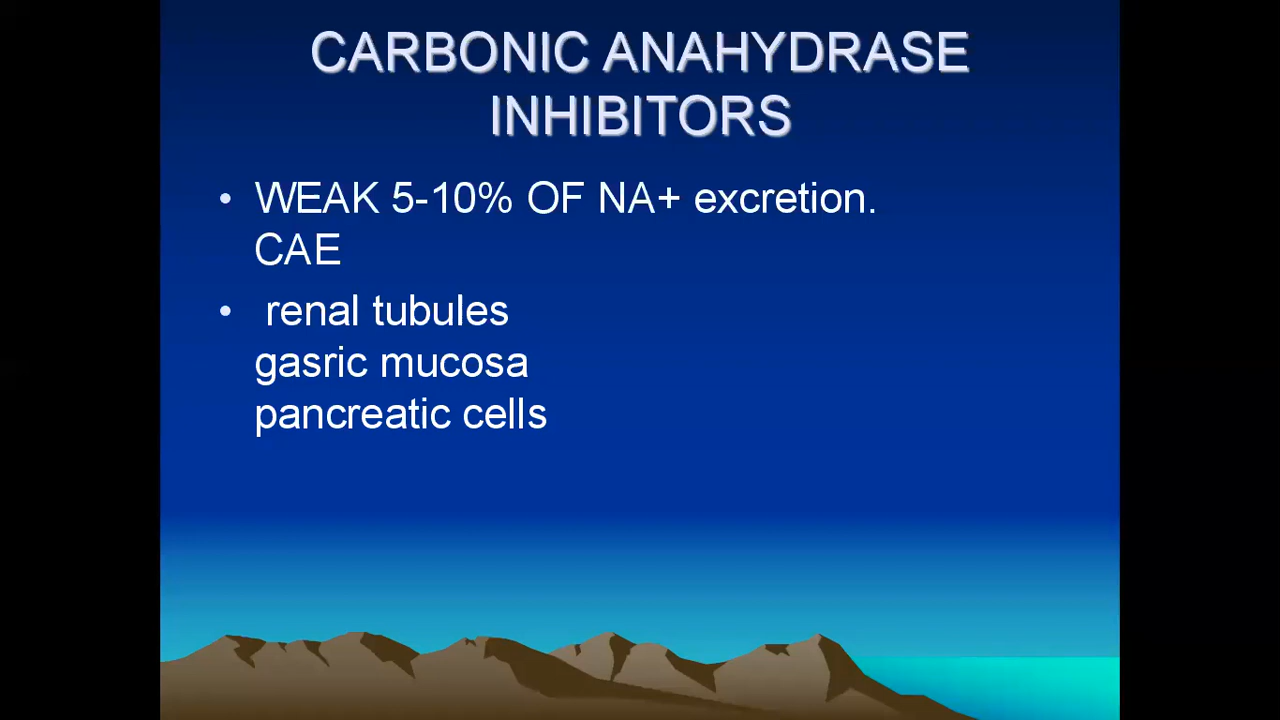 CARBONIC ANAHYDRASE
INHIBITORS
• WEAK 5-10% OF NA+ excretion.
CAE
• renal tubules
gasric mucosa
pancreatic cells